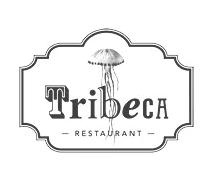 TribeCA
— RESTAURANT —